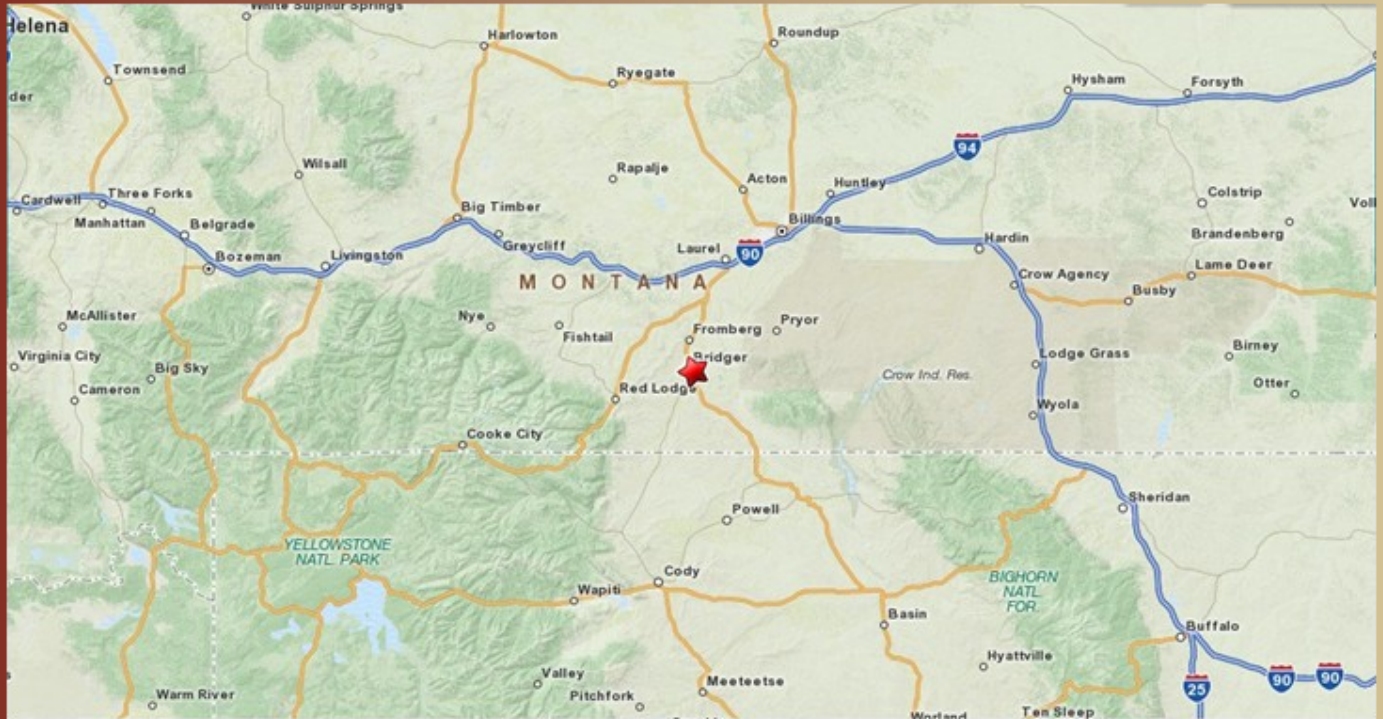 White Sulphur Springs
Helena
Harlowton
Roundup
Townsend
Ryegate
Hysham
Forsyth
der
94
Wilsall
Rapalje
Acton
Huntley
Colstrip
Cardwell
Three Forks
Manhattan
Belgrade
Big Timber
Billings
Voll
Brandenberg
Bozeman
Livingston
Greycliff
Laurel
90
Hardin
MONTANA
Crow Agency
Lame Deer
Busby
McAllister
Nye
Fishtail
Fromberg
Pryor
Virginia City
Big Sky
Bridger
Lodge Grass
Birney
Cameron
Red Lodge
Crow Ind. Res.
Otter
Wyola
Cooke City
Powell
Sheridan
YELLOWSTONE
NATL. PARK
Wapiti
Cody
BIGHORN
NATL.
FOR.
Basin
Buffalo
Hyattville
Valley
Pitchfork
Meeteetse
25
90
90
Warm River
Worland
Ten Sleep